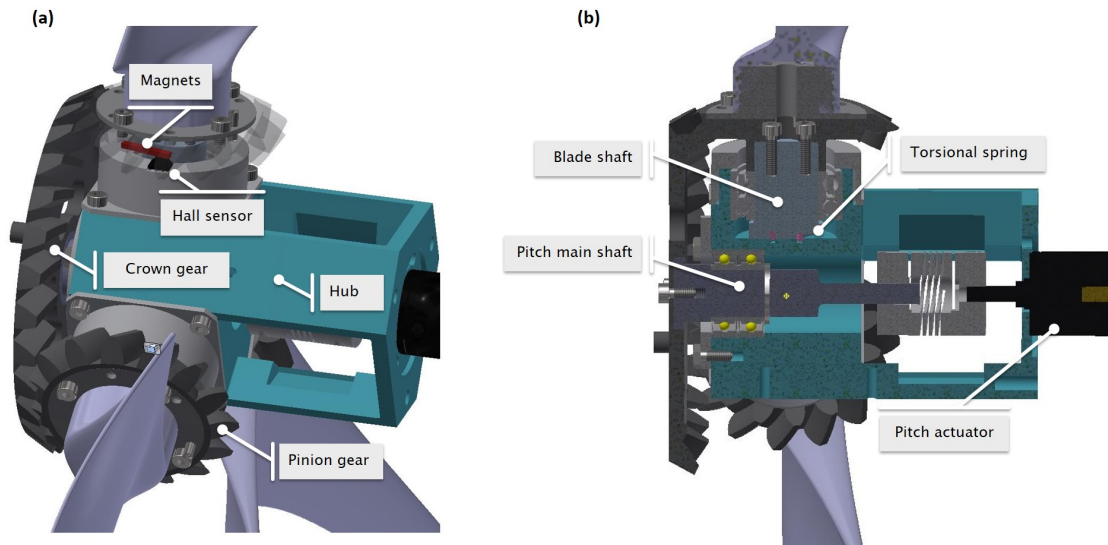 (a)
(b)
Magnets
Hall sensor
Crown gear
Hub
Pinion gear
Blade shaft
Torsional spring
Pitch main shaft
Pitch actuator